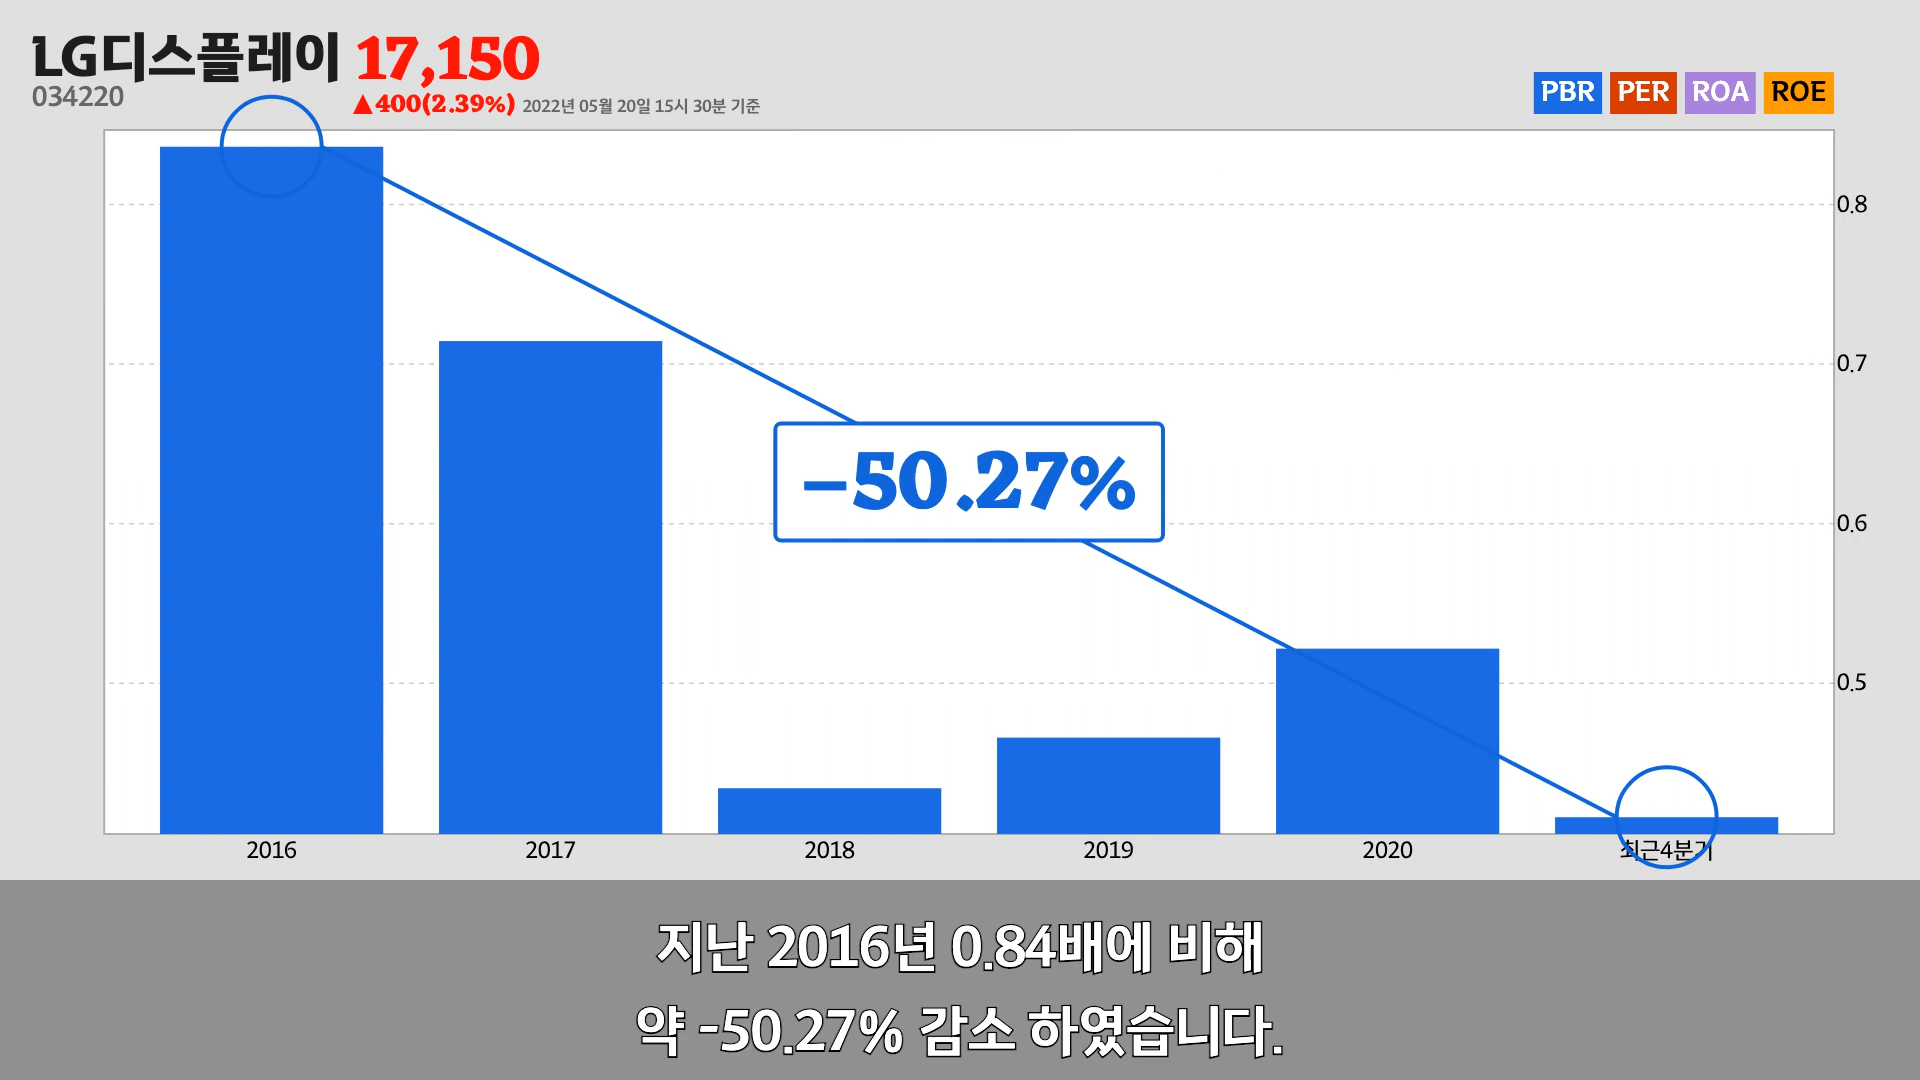 LG디스플레이 17,150
034220
▲400(2.39%) 2022년 05월 20일 15시 30분 기준
PBR PER ROA ROE
0.8
0.7
-50.27%
0.6
0.5
2016 2017 2018 2019 2020 최근4분기
지난 2016년 0.84배에 비해
약 -50.27% 감소 하였습니다.